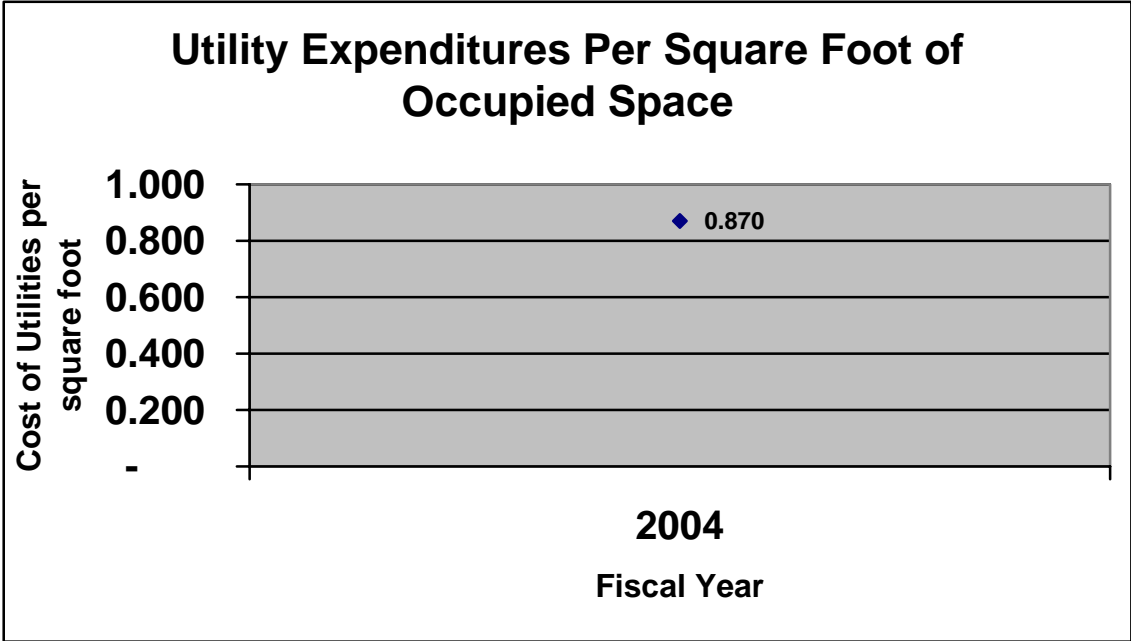 Utility Expenditures Per Square Foot of
Occupied Space
Cost of Utilities per
square foot
1.000
0.800
0.600
0.400
0.200
-
0.870
2004
Fiscal Year